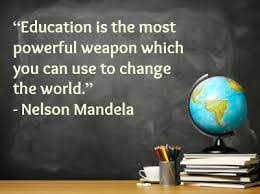 “Education is the most
powerful weapon which
you can use to change
the world.”
- Nelson Mandela